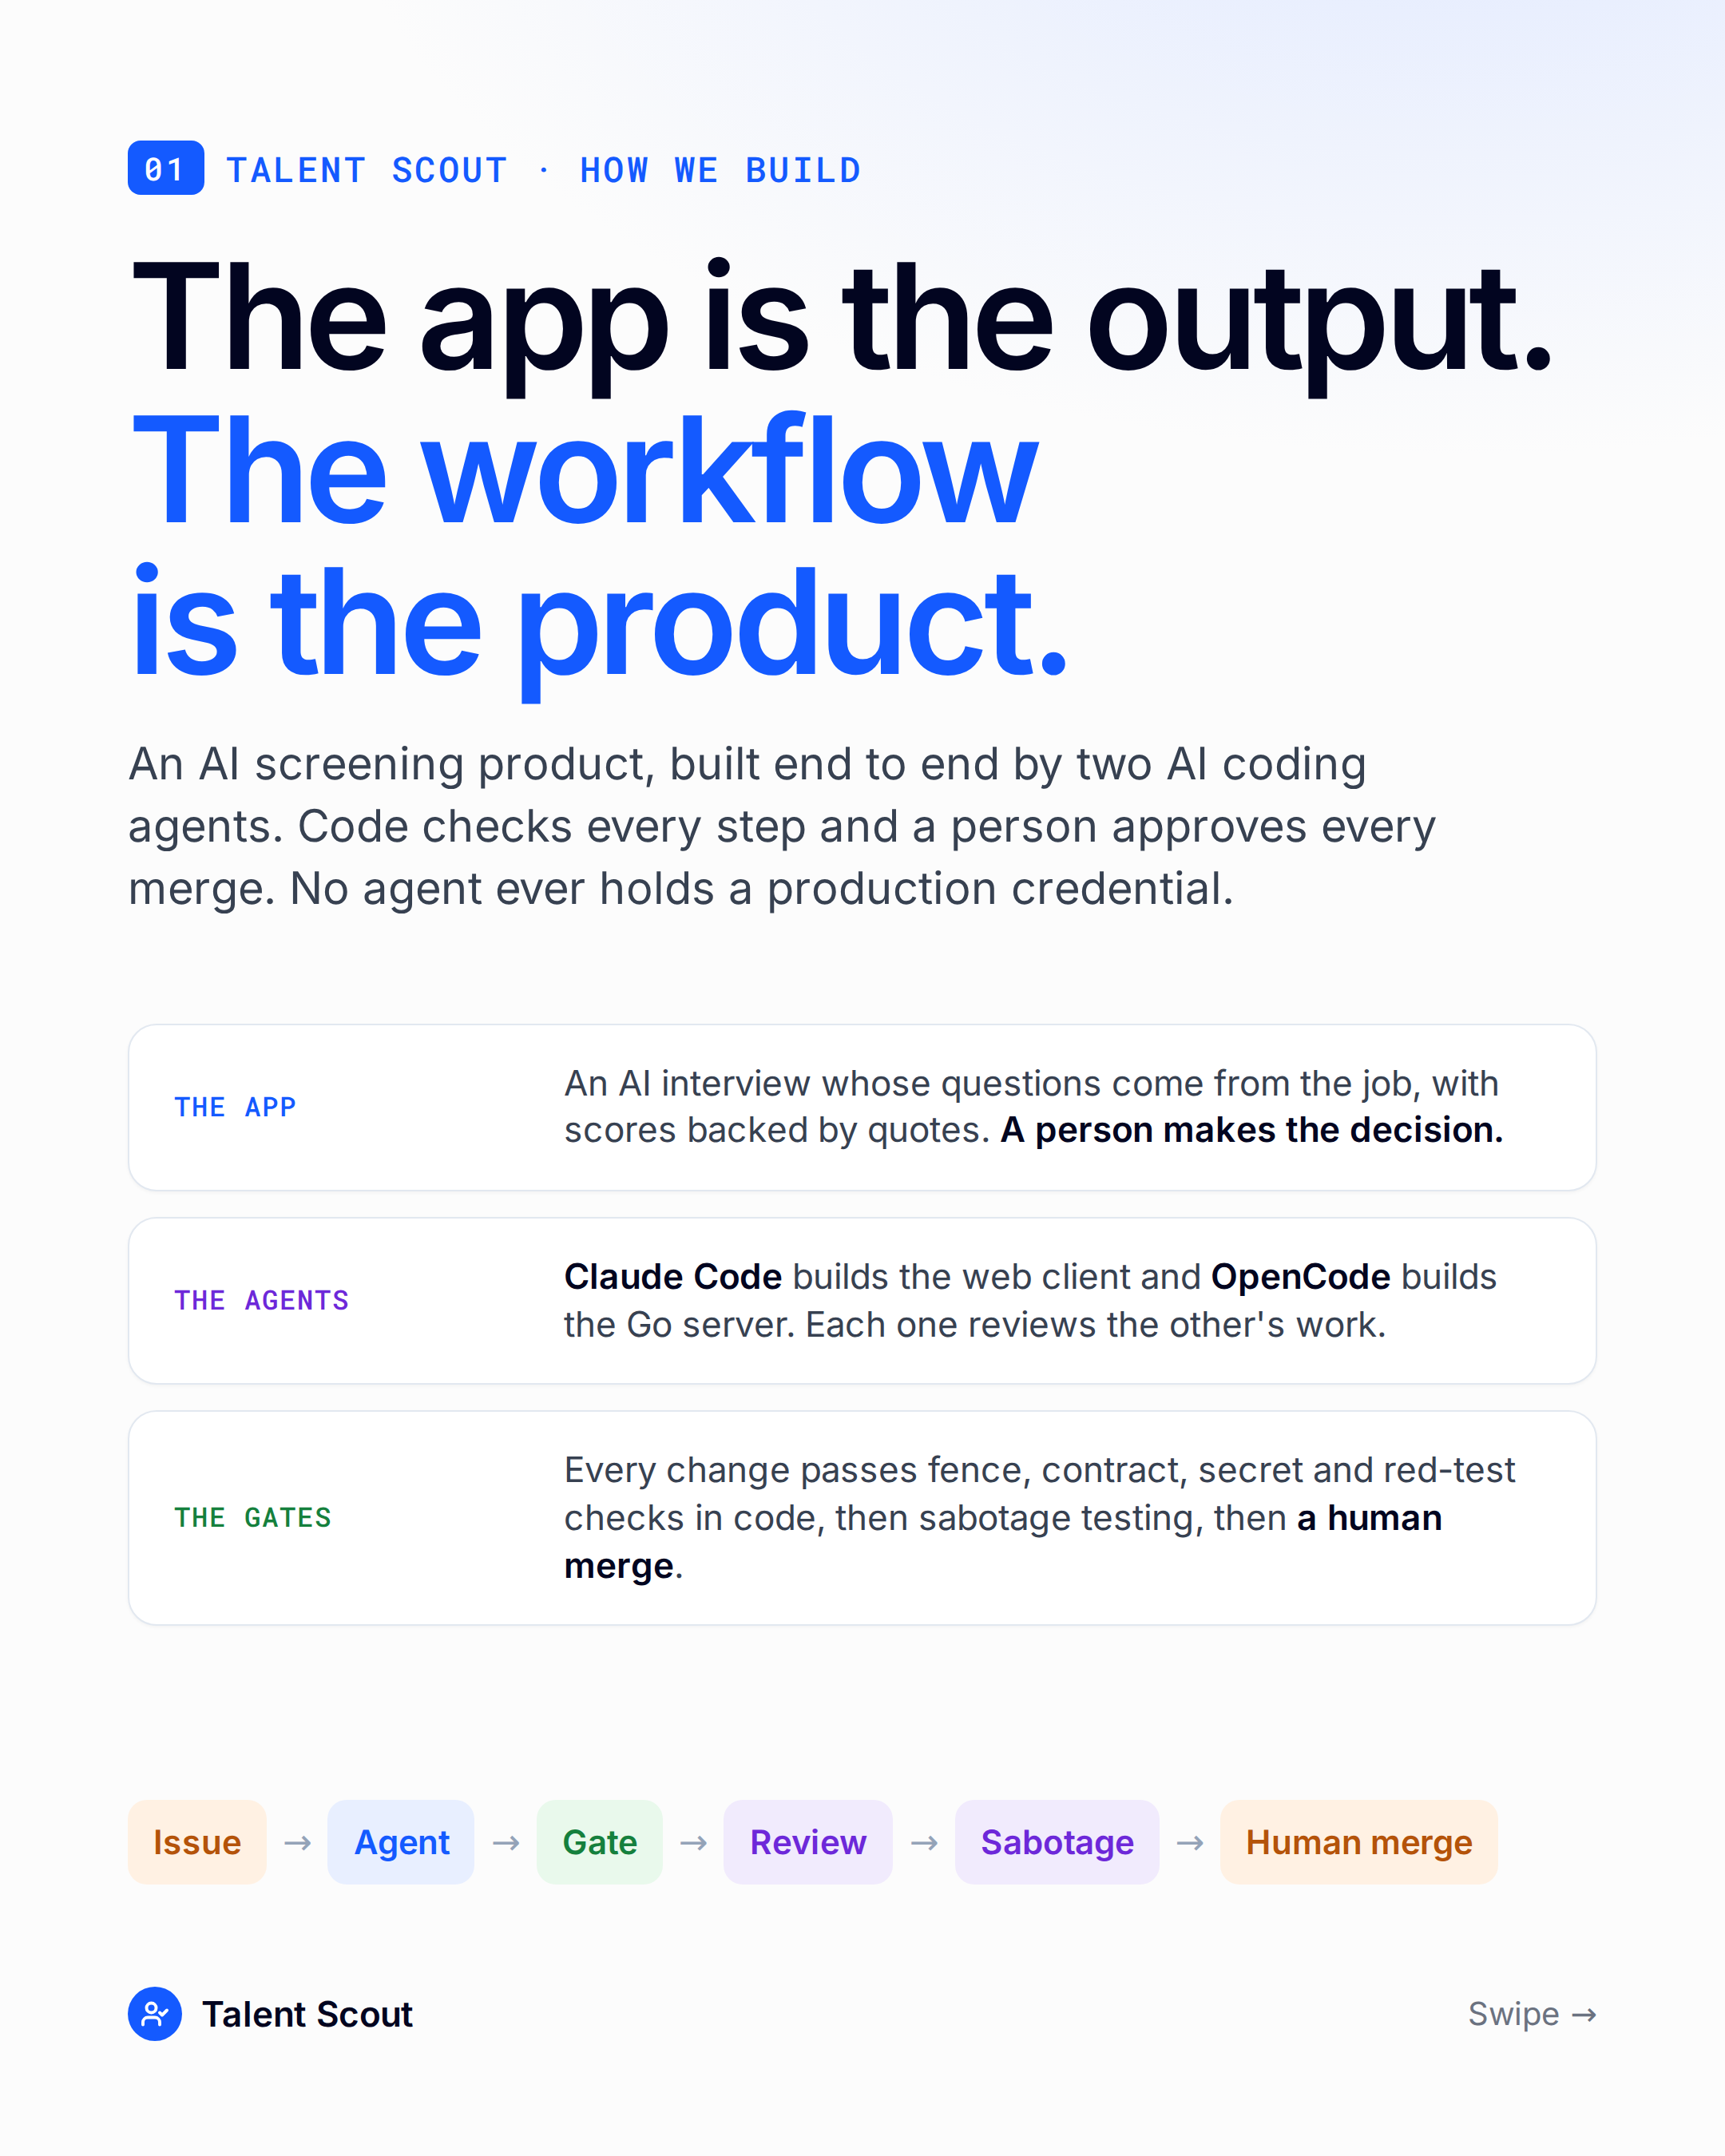 01 TALENT SCOUT · HOW WE BUILD
The app is the output.
The workflow
is the product.
An AI screening product, built end to end by two AI coding
agents. Code checks every step and a person approves every
merge. No agent ever holds a production credential.
THE APP
An AI interview whose questions come from the job, with
scores backed by quotes. A person makes the decision.
THE AGENTS
Claude Code builds the web client and OpenCode builds
the Go server. Each one reviews the other's work.
THE GATES
Every change passes fence, contract, secret and red-test
checks in code, then sabotage testing, then a human
merge.
Issue → Agent → Gate → Review → Sabotage → Human merge
Talent Scout
Swipe →